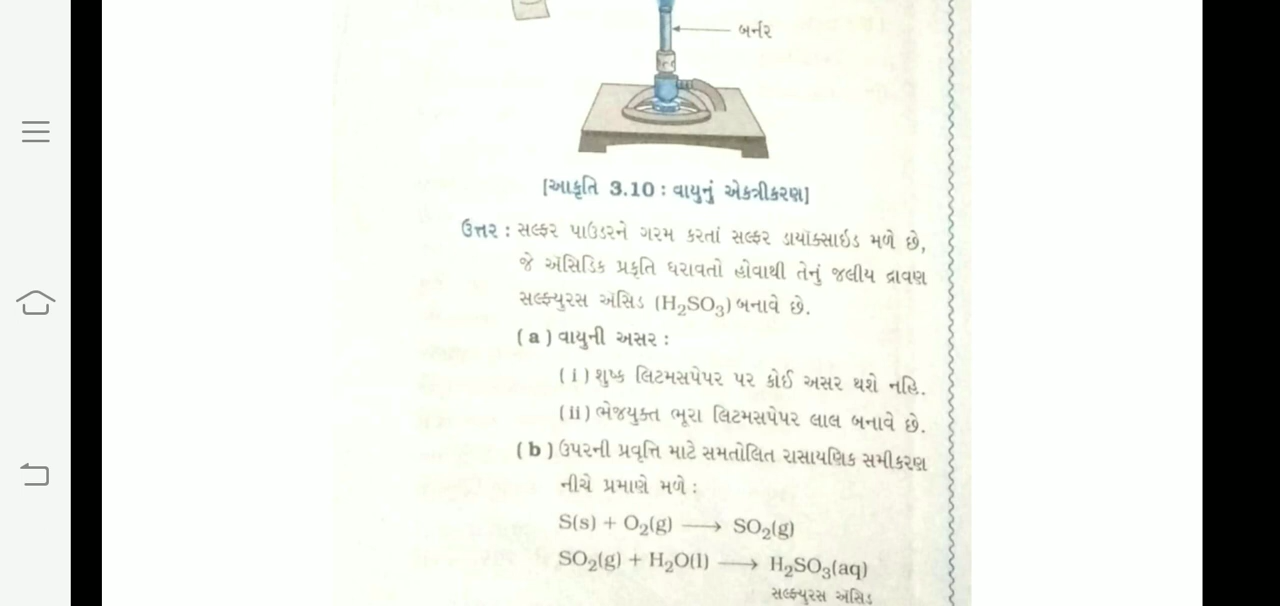 બર્નર
[આકૃતિ 3.10 : વાયુનું એકત્રીકરણ]
ઉત્તર : સલ્ફર પાઉડરને ગરમ કરતાં સલ્ફર ડાયૉક્સાઇડ મળે છે,
જે ઍસિડિક પ્રકૃતિ ધરાવતો હોવાથી તેનું જલીય દ્રાવણ
સલ્ફ્યુરસ ઍસિડ (H₂SO₃) બનાવે છે.
( a ) વાયુની અસર :
( i ) શુષ્ક લિટમસપેપર પર કોઈ અસર થશે નહિ.
(ii) ભેજયુક્ત ભૂરા લિટમસપેપર લાલ બનાવે છે.
( b ) ઉપરની પ્રવૃત્તિ માટે સમતોલિત રાસાયણિક સમીકરણ
નીચે પ્રમાણે મળે :
S(s) + O₂(g) ⟶ SO₂(g)
SO₂(g) + H₂O(l) ⟶ H₂SO₃(aq)
સલ્ફ્યુરસ ઍસિડ